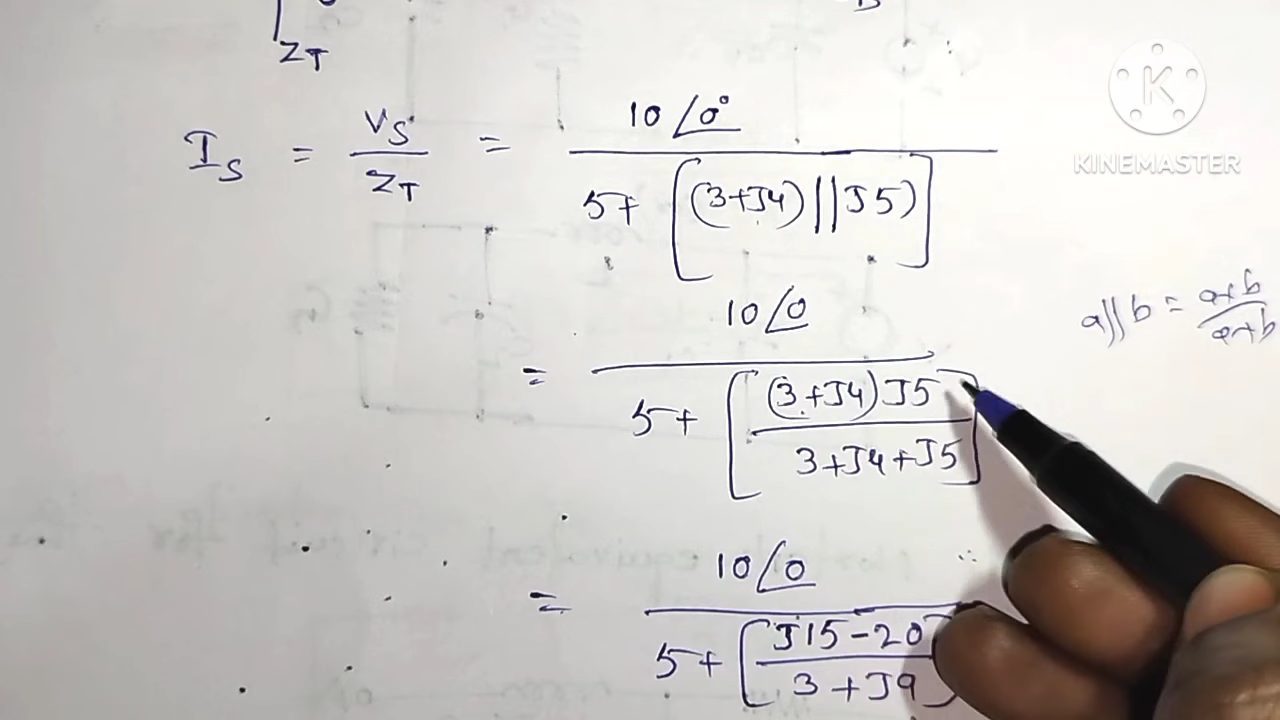 Z_T
I_S = V_S / Z_T = 10∠0° / 5+[(3+J4)||J5)]
K
KINEMASTER
a||b = a×b / a+b
= 10∠0 / 5+[(3+J4)J5 / 3+J4+J5]
= 10∠0 / 5+[J15-20 / 3+J9]